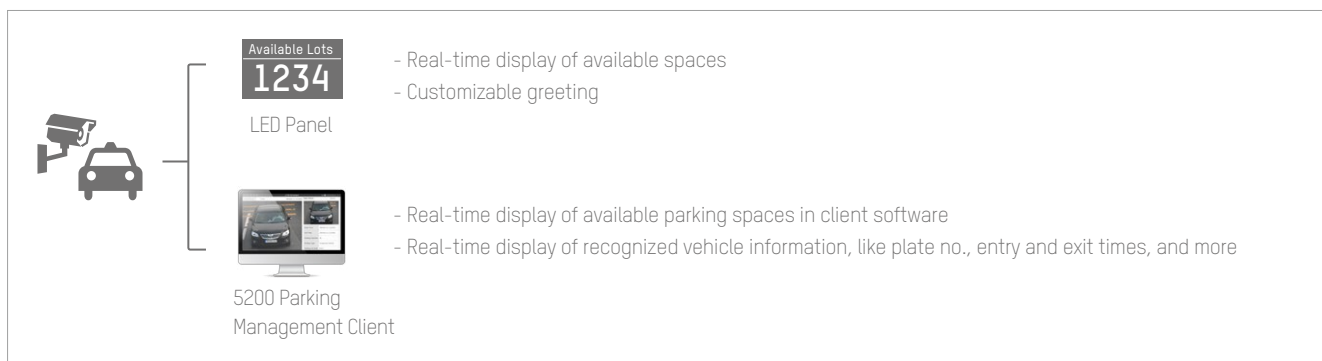 Available Lots
1234
LED Panel
- Real-time display of available spaces
- Customizable greeting
5200 Parking
Management Client
- Real-time display of available parking spaces in client software
- Real-time display of recognized vehicle information, like plate no., entry and exit times, and more